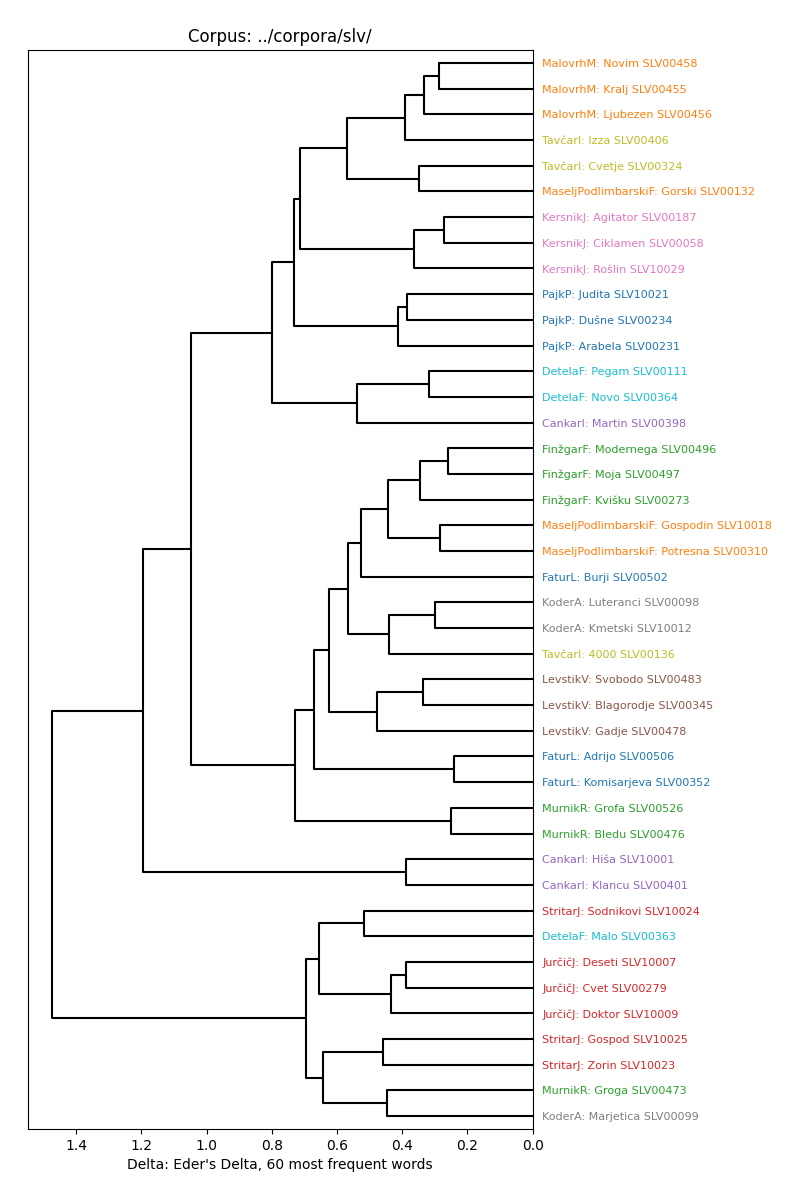 Corpus: ../corpora/slv/
MalovrhM: Novim SLV00458
MalovrhM: Kralj SLV00455
MalovrhM: Ljubezen SLV00456
TavčarI: Izza SLV00406
TavčarI: Cvetje SLV00324
MaseljPodlimbarskiF: Gorski SLV00132
KersnikJ: Agitator SLV00187
KersnikJ: Ciklamen SLV00058
KersnikJ: Rošlin SLV10029
PajkP: Judita SLV10021
PajkP: Dušne SLV00234
PajkP: Arabela SLV00231
DetelaF: Pegam SLV00111
DetelaF: Novo SLV00364
CankarI: Martin SLV00398
FinžgarF: Modernega SLV00496
FinžgarF: Moja SLV00497
FinžgarF: Kvišku SLV00273
MaseljPodlimbarskiF: Gospodin SLV10018
MaseljPodlimbarskiF: Potresna SLV00310
FaturL: Burji SLV00502
KoderA: Luteranci SLV00098
KoderA: Kmetski SLV10012
TavčarI: 4000 SLV00136
LevstikV: Svobodo SLV00483
LevstikV: Blagorodje SLV00345
LevstikV: Gadje SLV00478
FaturL: Adrijo SLV00506
FaturL: Komisarjeva SLV00352
MurnikR: Grofa SLV00526
MurnikR: Bledu SLV00476
CankarI: Hiša SLV10001
CankarI: Klancu SLV00401
StritarJ: Sodnikovi SLV10024
DetelaF: Malo SLV00363
JurčičJ: Deseti SLV10007
JurčičJ: Cvet SLV00279
JurčičJ: Doktor SLV10009
StritarJ: Gospod SLV10025
StritarJ: Zorin SLV10023
MurnikR: Groga SLV00473
KoderA: Marjetica SLV00099
1.4 1.2 1.0 0.8 0.6 0.4 0.2 0.0
Delta: Eder's Delta, 60 most frequent words